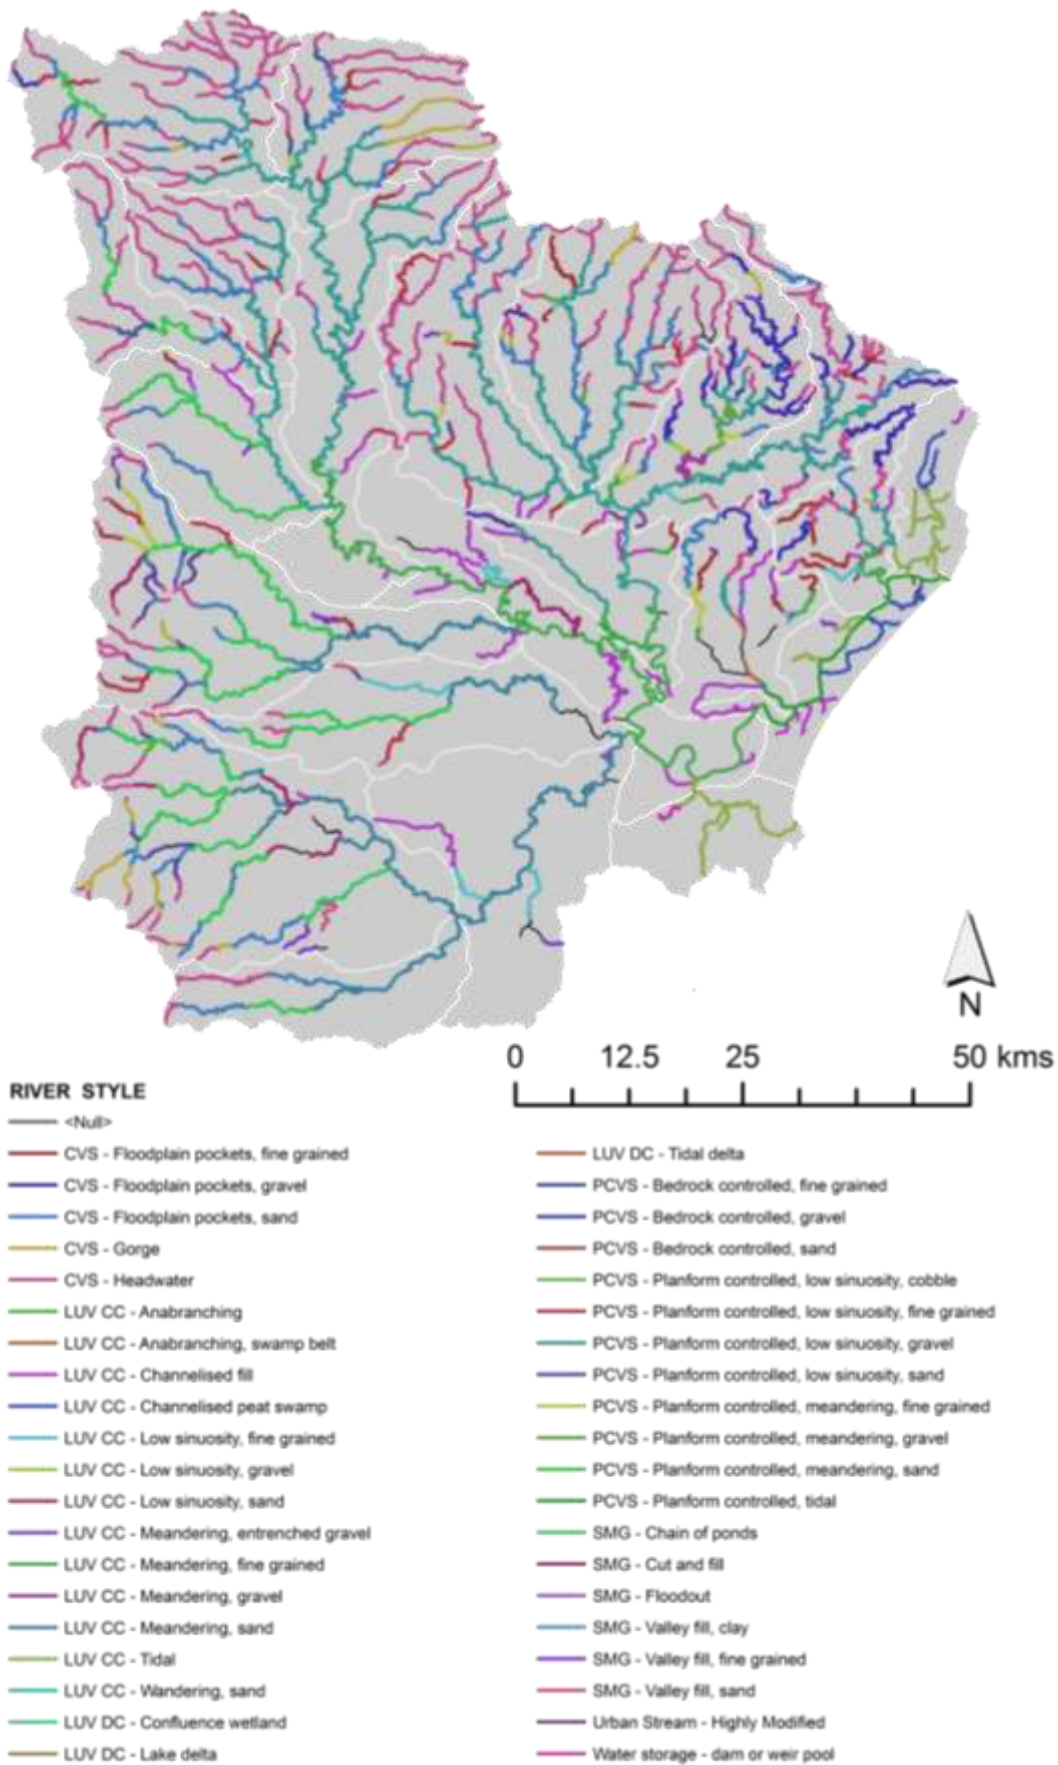 N
0 12.5 25 50 kms
RIVER STYLE
<Null>
CVS - Floodplain pockets, fine grained
CVS - Floodplain pockets, gravel
CVS - Floodplain pockets, sand
CVS - Gorge
CVS - Headwater
LUV CC - Anabranching
LUV CC - Anabranching, swamp belt
LUV CC - Channelised fill
LUV CC - Channelised peat swamp
LUV CC - Low sinuosity, fine grained
LUV CC - Low sinuosity, gravel
LUV CC - Low sinuosity, sand
LUV CC - Meandering, entrenched gravel
LUV CC - Meandering, fine grained
LUV CC - Meandering, gravel
LUV CC - Meandering, sand
LUV CC - Tidal
LUV CC - Wandering, sand
LUV DC - Confluence wetland
LUV DC - Lake delta
LUV DC - Tidal delta
PCVS - Bedrock controlled, fine grained
PCVS - Bedrock controlled, gravel
PCVS - Bedrock controlled, sand
PCVS - Planform controlled, low sinuosity, cobble
PCVS - Planform controlled, low sinuosity, fine grained
PCVS - Planform controlled, low sinuosity, gravel
PCVS - Planform controlled, low sinuosity, sand
PCVS - Planform controlled, meandering, fine grained
PCVS - Planform controlled, meandering, gravel
PCVS - Planform controlled, meandering, sand
PCVS - Planform controlled, tidal
SMG - Chain of ponds
SMG - Cut and fill
SMG - Floodout
SMG - Valley fill, clay
SMG - Valley fill, fine grained
SMG - Valley fill, sand
Urban Stream - Highly Modified
Water storage - dam or weir pool